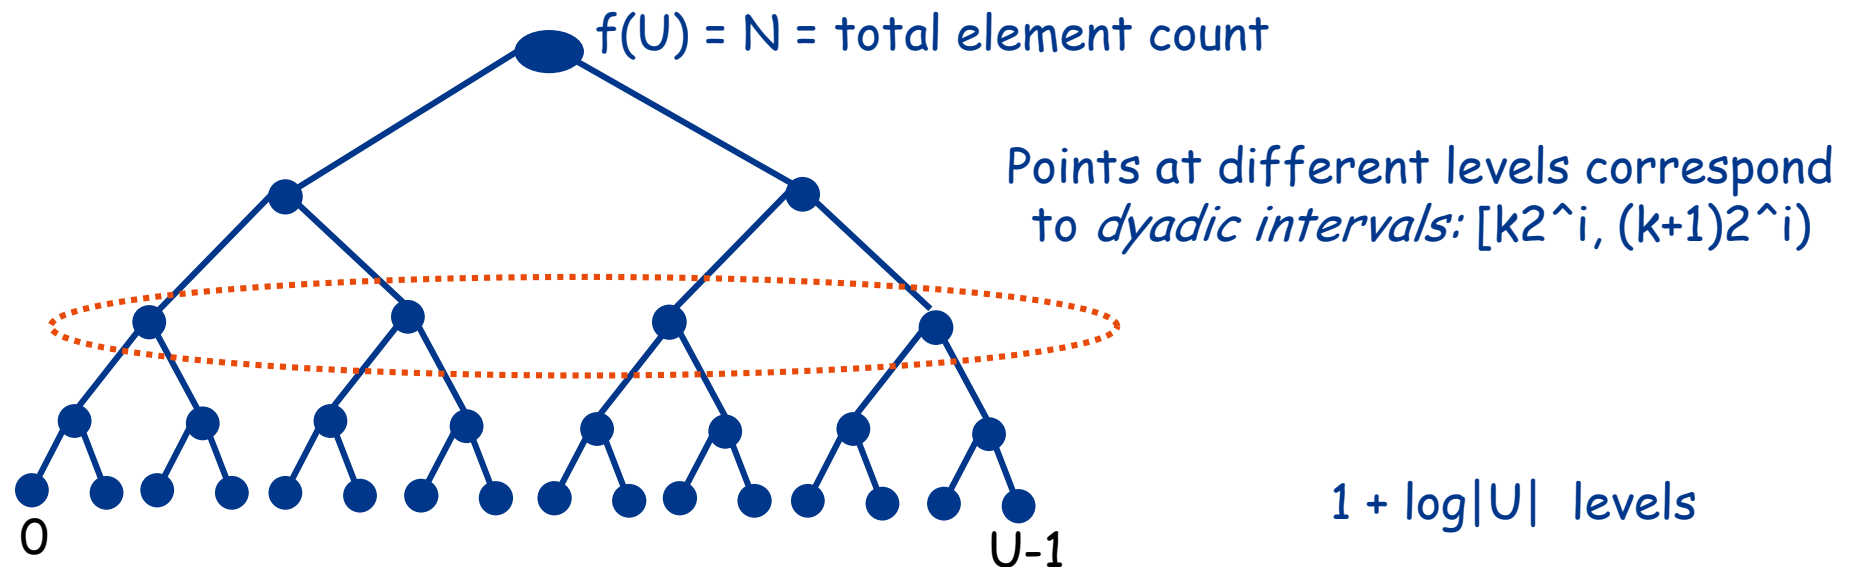 f(U) = N = total element count
Points at different levels correspond
to dyadic intervals: [k2^i, (k+1)2^i)
1 + log|U| levels
0
U-1